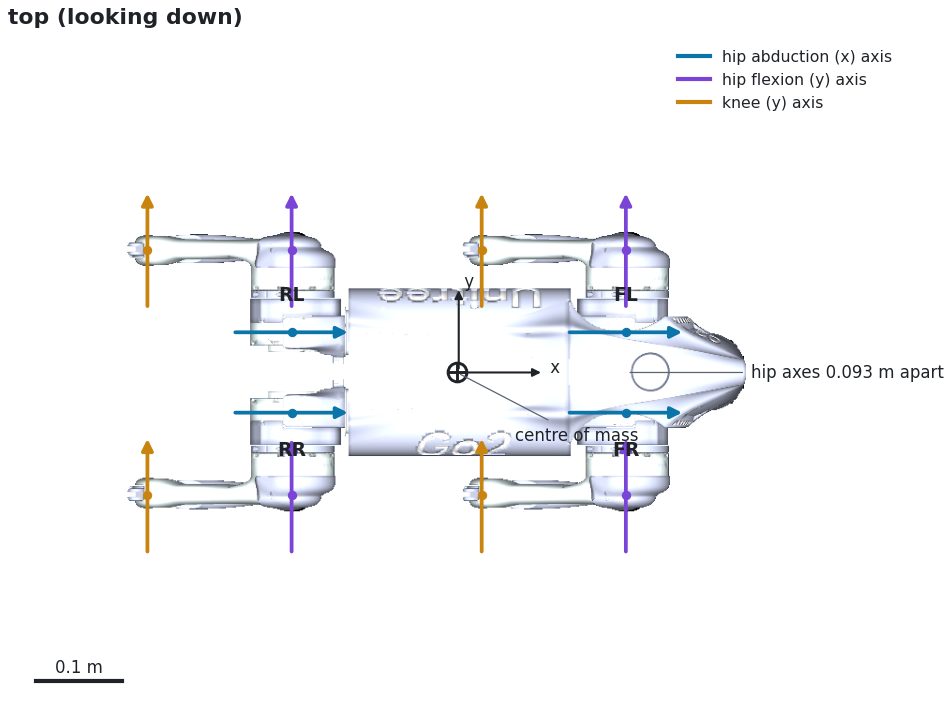 top (looking down)
hip abduction (x) axis
hip flexion (y) axis
knee (y) axis
Unitree
y
RL
FL
x
hip axes 0.093 m apart
centre of mass
Go2
RR
FR
0.1 m